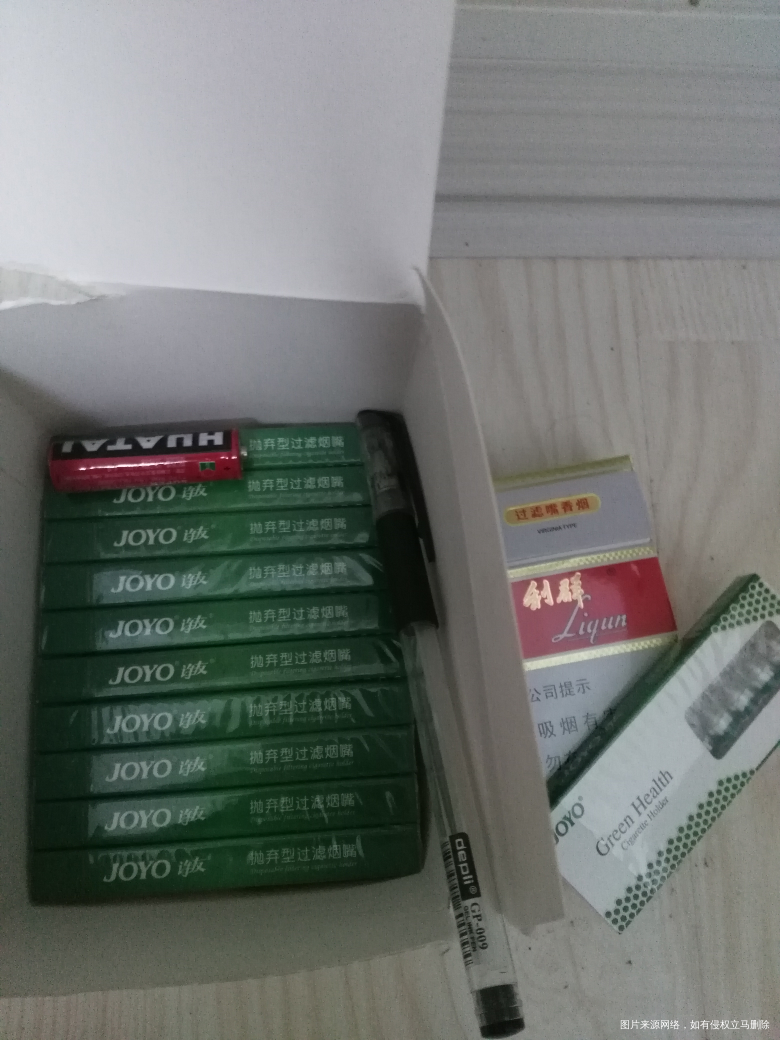 HUATAI
抛弃型过滤烟嘴
JOYO 诤友 抛弃型过滤烟嘴
JOYO 诤友 抛弃型过滤烟嘴
JOYO 诤友 抛弃型过滤烟嘴
JOYO 诤友 抛弃型过滤烟嘴
JOYO 诤友 抛弃型过滤烟嘴
JOYO 诤友 抛弃型过滤烟嘴
JOYO 诤友 抛弃型过滤烟嘴
JOYO 诤友 抛弃型过滤烟嘴
JOYO 诤友 抛弃型过滤烟嘴
depli®
GP-009
过滤嘴香烟
VIRGINIA TYPE
利群
Liqun
公司提示
吸烟有
勿在
JOYO
Green Health
Cigarette Holder
图片来源网络，如有侵权立马删除